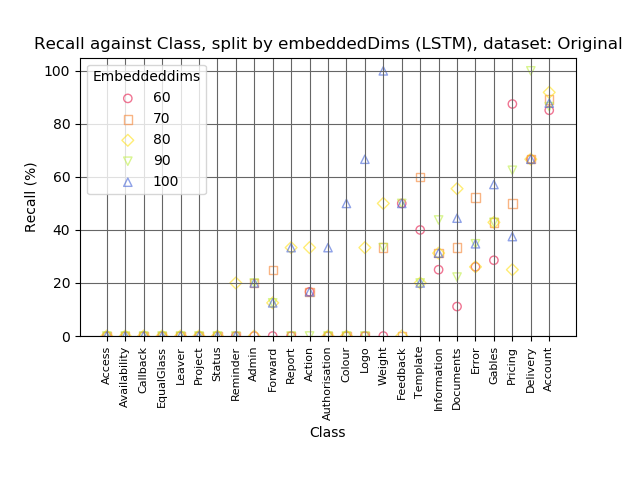 Recall against Class, split by embeddedDims (LSTM), dataset: Original
Recall (%)
100
80
60
40
20
0
Embeddeddims
60
70
80
90
100
Access
Availability
Callback
EqualGlass
Leaver
Project
Status
Reminder
Admin
Forward
Report
Action
Authorisation
Colour
Logo
Weight
Feedback
Template
Information
Documents
Error
Gables
Pricing
Delivery
Account
Class